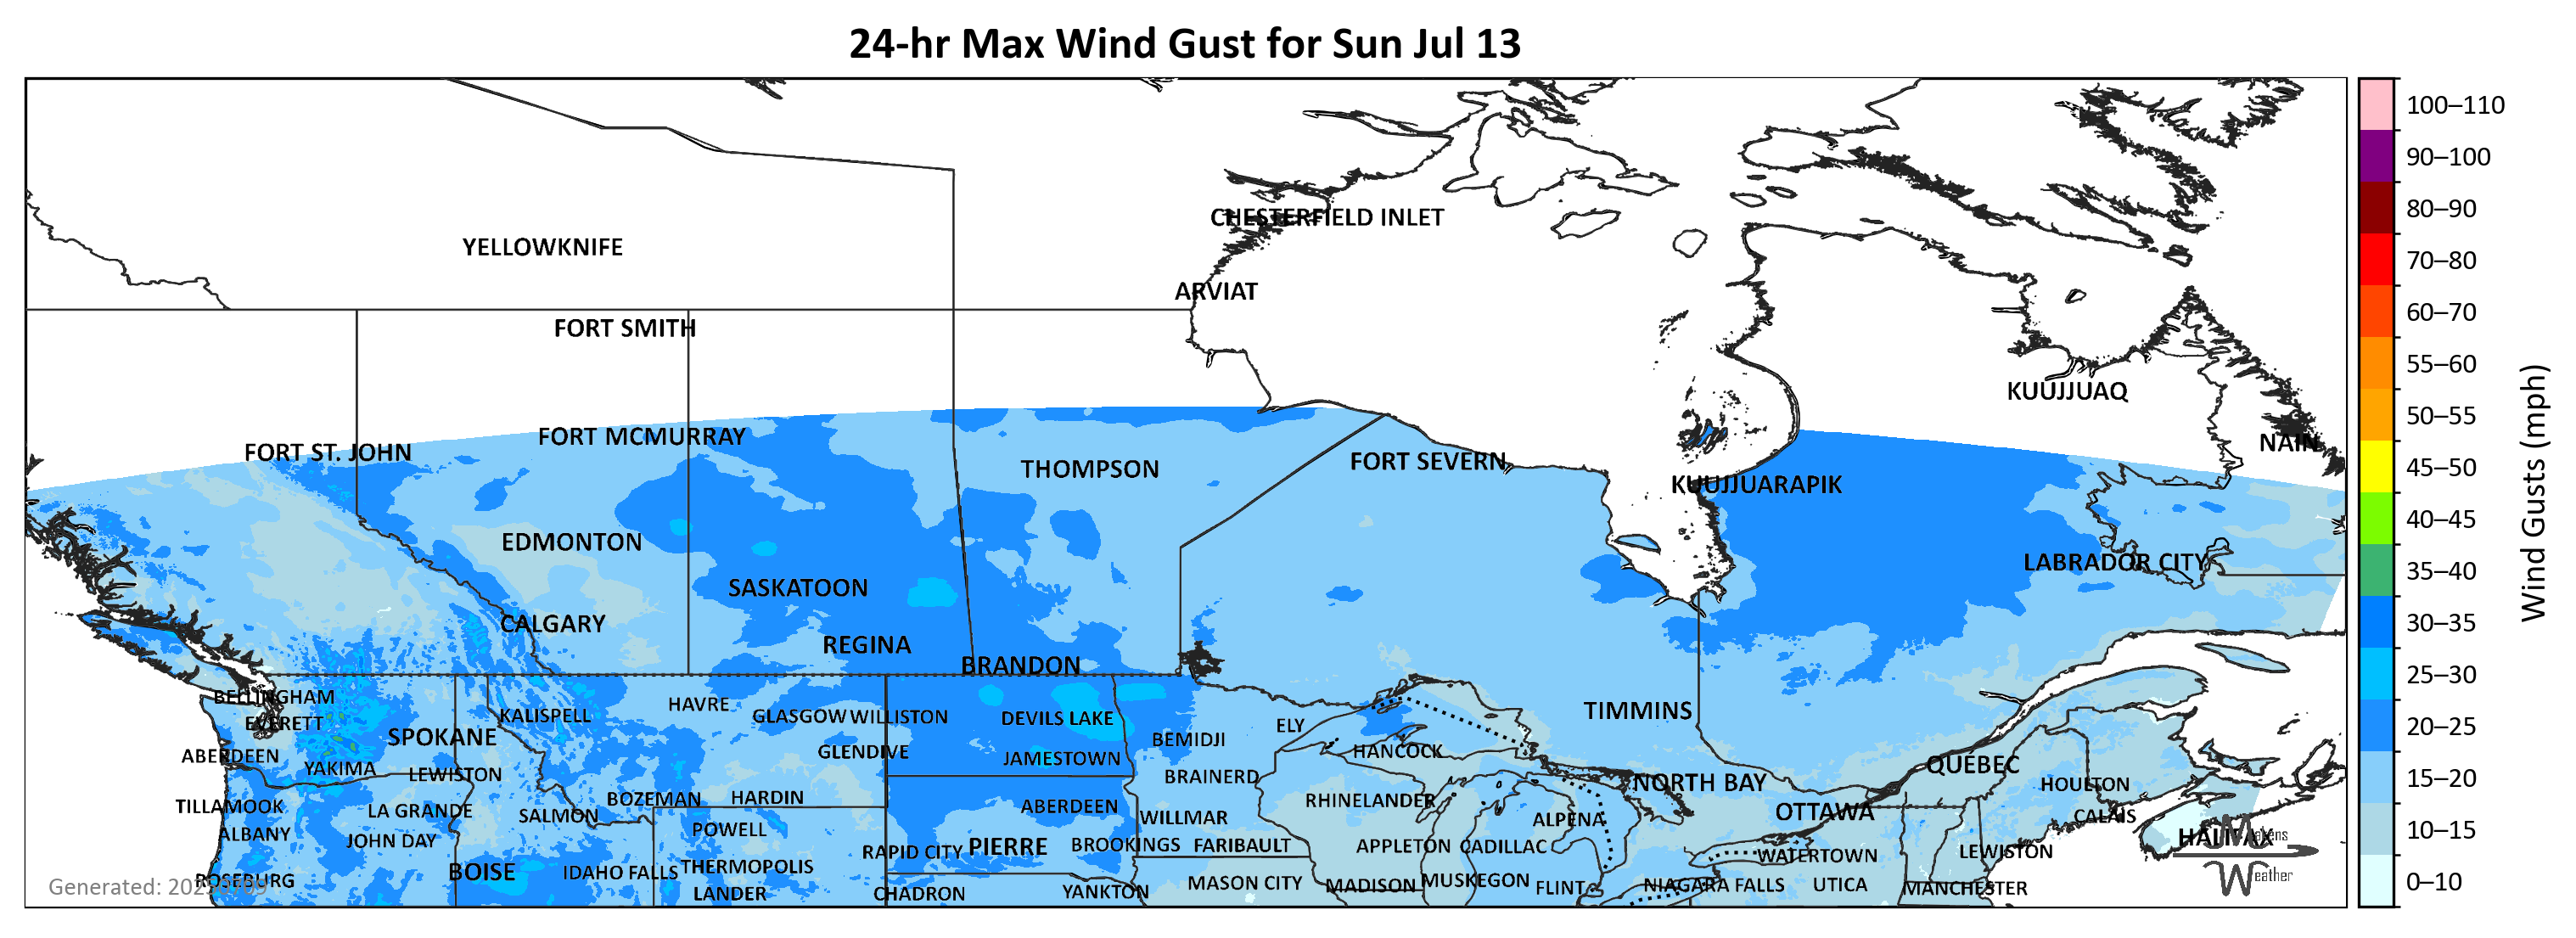 24-hr Max Wind Gust for Sun Jul 13
100–110
90–100
CHESTERFIELD INLET
80–90
YELLOWKNIFE
70–80
ARVIAT
60–70
FORT SMITH
55–60
KUUJJUAQ
50–55
FORT MCMURRAY
NAIN
FORT ST. JOHN
THOMPSON
FORT SEVERN
45–50
KUUJJUARAPIK
40–45
EDMONTON
LABRADOR CITY
35–40
SASKATOON
Wind Gusts (mph)
CALGARY
30–35
REGINA
BRANDON
25–30
BELLINGHAM
HAVRE
KALISPELL
GLASGOW
WILLISTON
DEVILS LAKE
TIMMINS
EVERETT
ELY
20–25
SPOKANE
BEMIDJI
GLENDIVE
HANCOCK
ABERDEEN
JAMESTOWN
YAKIMA
LEWISTON
BRAINERD
QUÉBEC
15–20
NORTH BAY
HOULTON
BOZEMAN
HARDIN
RHINELANDER
TILLAMOOK
LA GRANDE
SALMON
ABERDEEN
WILLMAR
ALPENA
OTTAWA
CALAIS
10–15
ALBANY
JOHN DAY
POWELL
HALIFAX
RAPID CITY
PIERRE
BROOKINGS
FARIBAULT
APPLETON
CADILLAC
WATERTOWN
LEWISTON
BOISE
IDAHO FALLS
THERMOPOLIS
Weather
ROSEBURG
Generated:
MASON CITY
MADISON
MUSKEGON
FLINT
NIAGARA FALLS
UTICA
MANCHESTER
0–10
LANDER
CHADRON
YANKTON